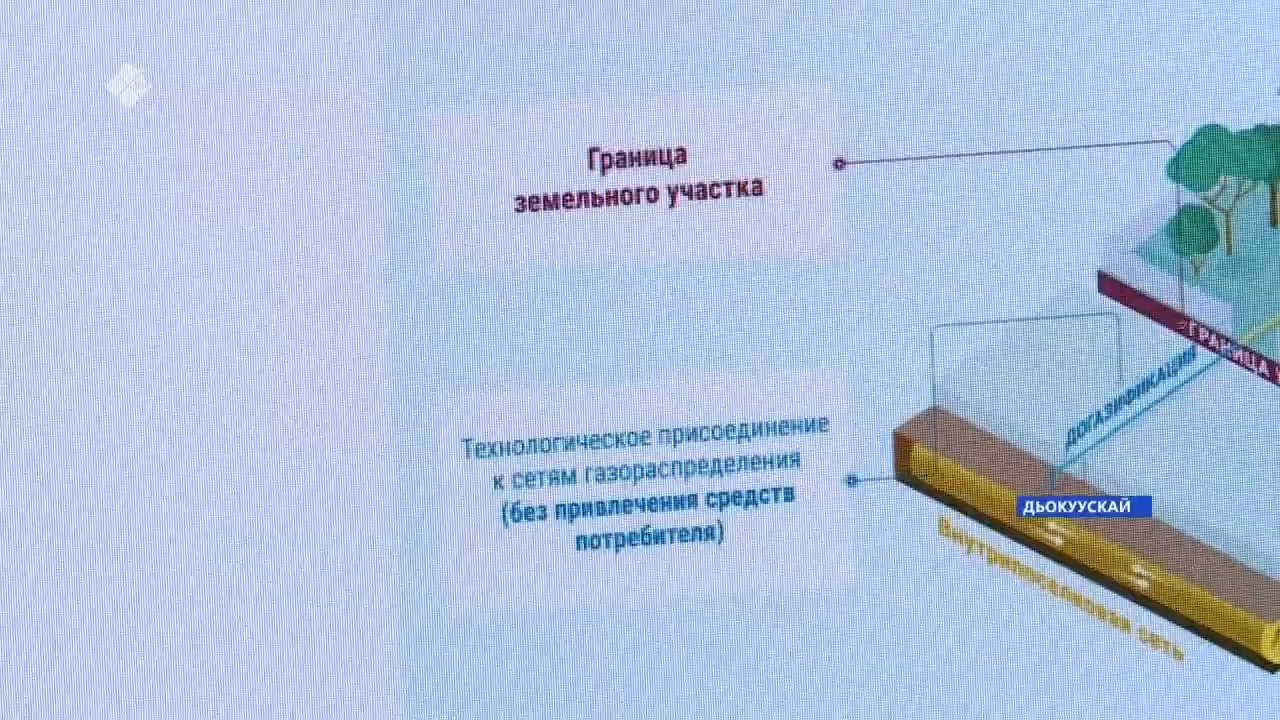 Граница
земельного участка
ГРАНИЦА
ДОГАЗИФИКАЦИЯ
Технологическое присоединение
к сетям газораспределения
(без привлечения средств
потребителя)
ДЬОКУУСКАЙ
Внутрипоселковая сеть